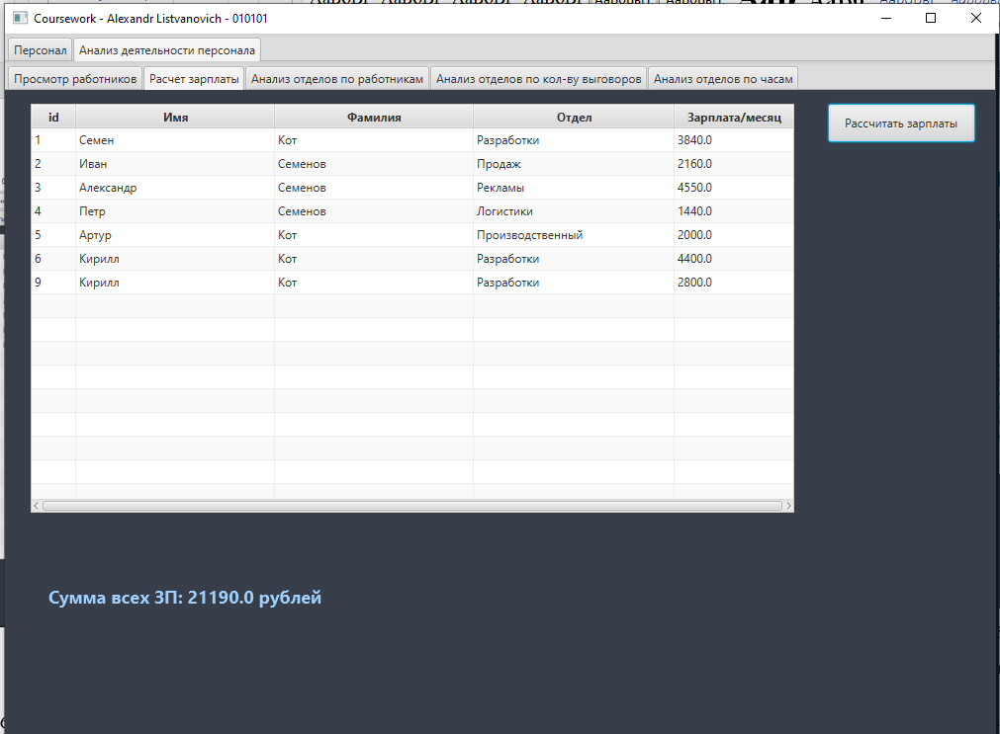 Coursework - Alexandr Listvanovich - 010101
Персонал Анализ деятельности персонала
Просмотр работников Расчет зарплаты Анализ отделов по работникам Анализ отделов по кол-ву выговоров Анализ отделов по часам
id Имя Фамилия Отдел Зарплата/месяц
Рассчитать зарплаты
1 Семен Кот Разработки 3840.0
2 Иван Семенов Продаж 2160.0
3 Александр Семенов Рекламы 4550.0
4 Петр Семенов Логистики 1440.0
5 Артур Кот Производственный 2000.0
6 Кирилл Кот Разработки 4400.0
9 Кирилл Кот Разработки 2800.0
Сумма всех ЗП: 21190.0 рублей